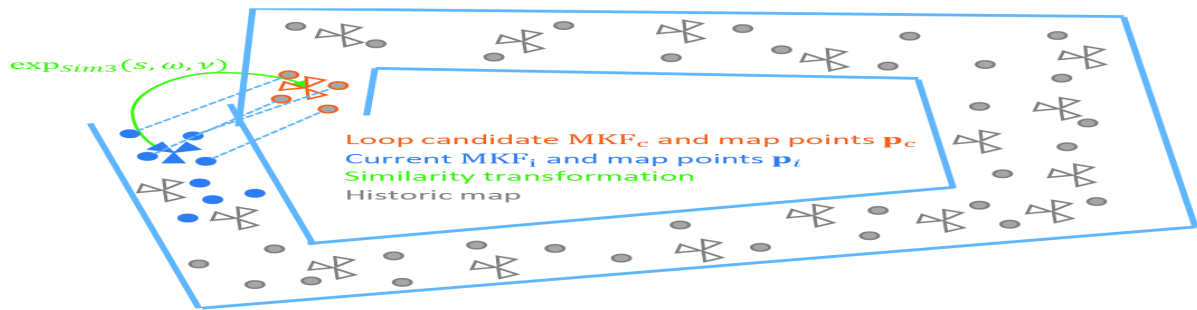 exp_{Sim3}(s, ω, ν)
Loop candidate MKF_c and map points p_c
Current MKF_i and map points p_i
Similarity transformation
Historic map